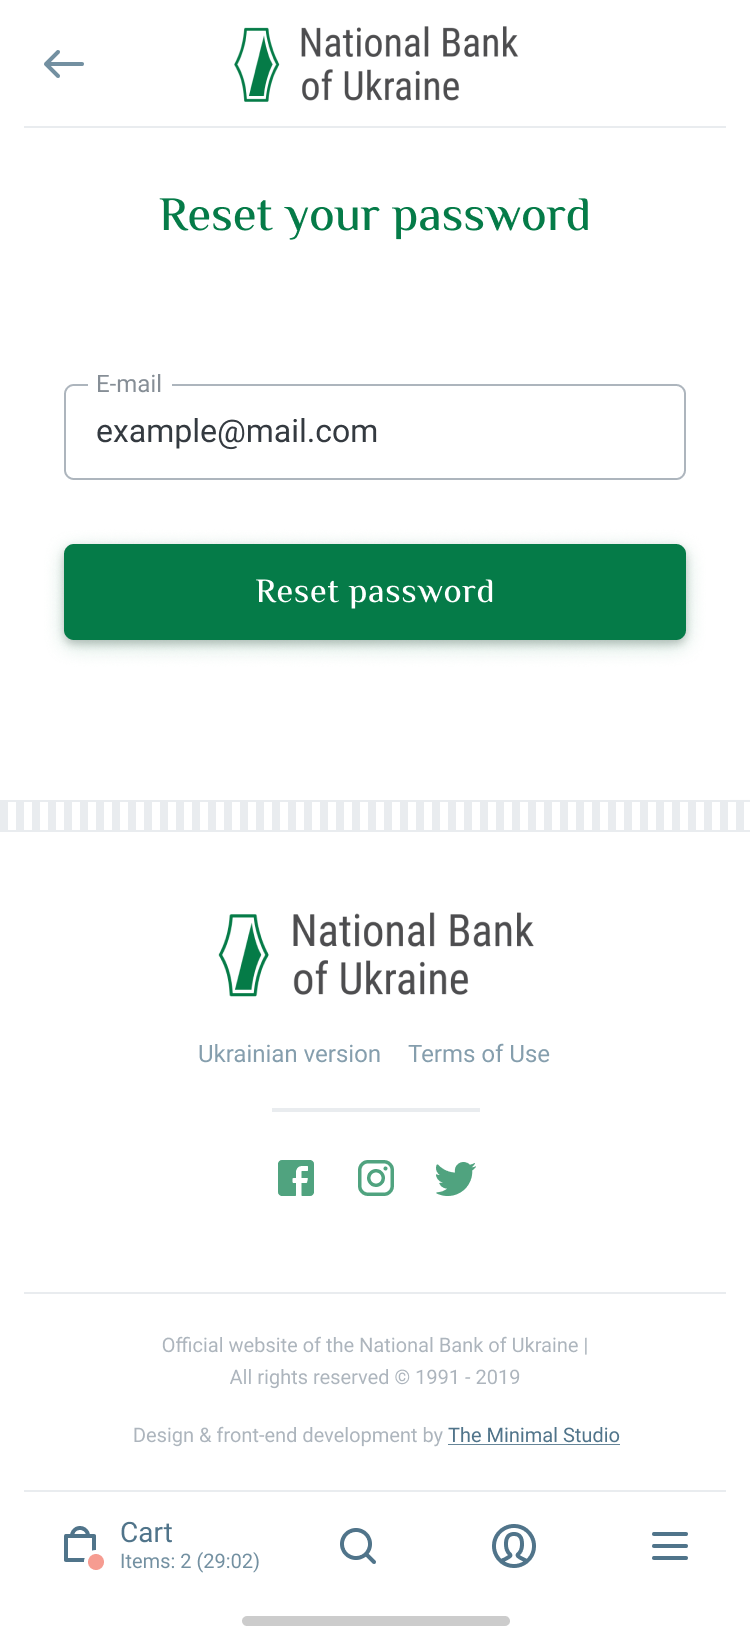 National Bank
of Ukraine
Reset your password
E-mail
example@mail.com
Reset password
National Bank
of Ukraine
Ukrainian version Terms of Use
Official website of the National Bank of Ukraine |
All rights reserved © 1991 - 2019
Design & front-end development by The Minimal Studio
Cart
Items: 2 (29:02)